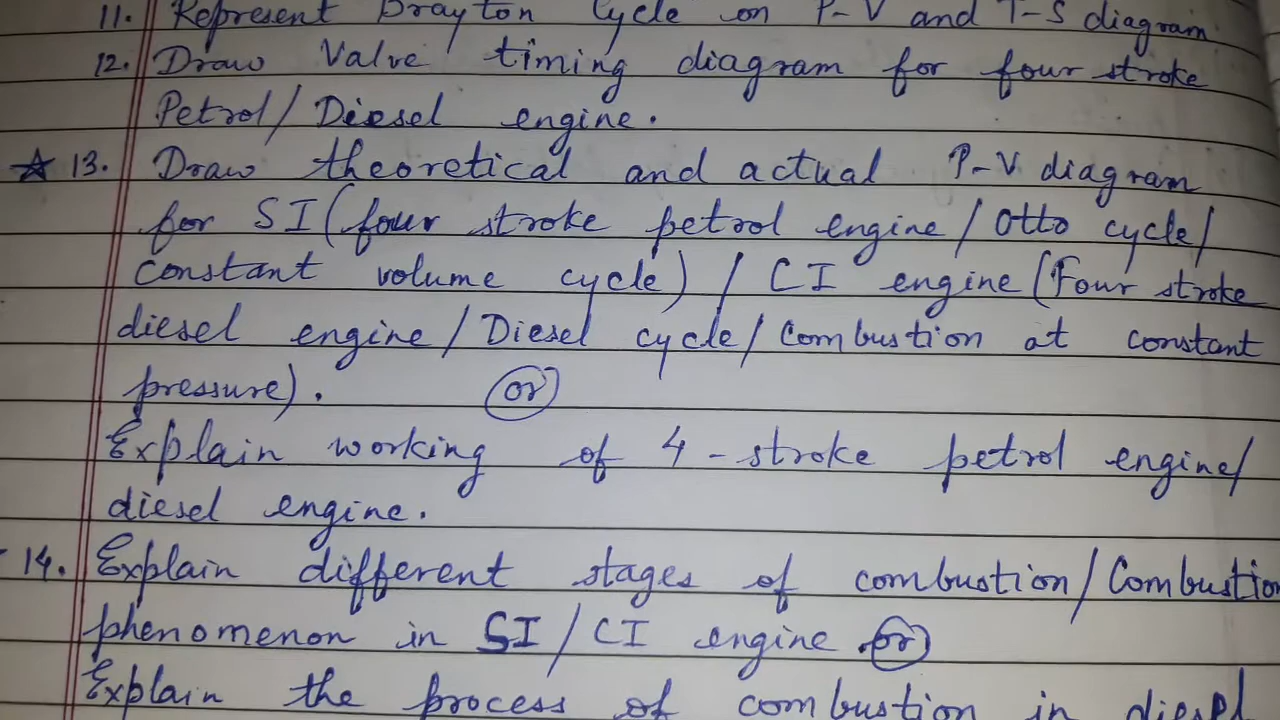 11. Represent Brayton Cycle on P-V and T-S diagram.
12. Draw Valve timing diagram for four stroke
Petrol/Diesel engine.
☆ 13. Draw theoretical and actual P-V diagram
for SI (four stroke petrol engine/Otto cycle/
constant volume cycle) / CI engine (Four stroke
diesel engine/Diesel cycle/Combustion at constant
pressure). (or)
Explain working of 4-stroke petrol engine/
diesel engine.
14. Explain different stages of combustion/Combustion
phenomenon in SI/CI engine (or)
Explain the process of combustion in diesel